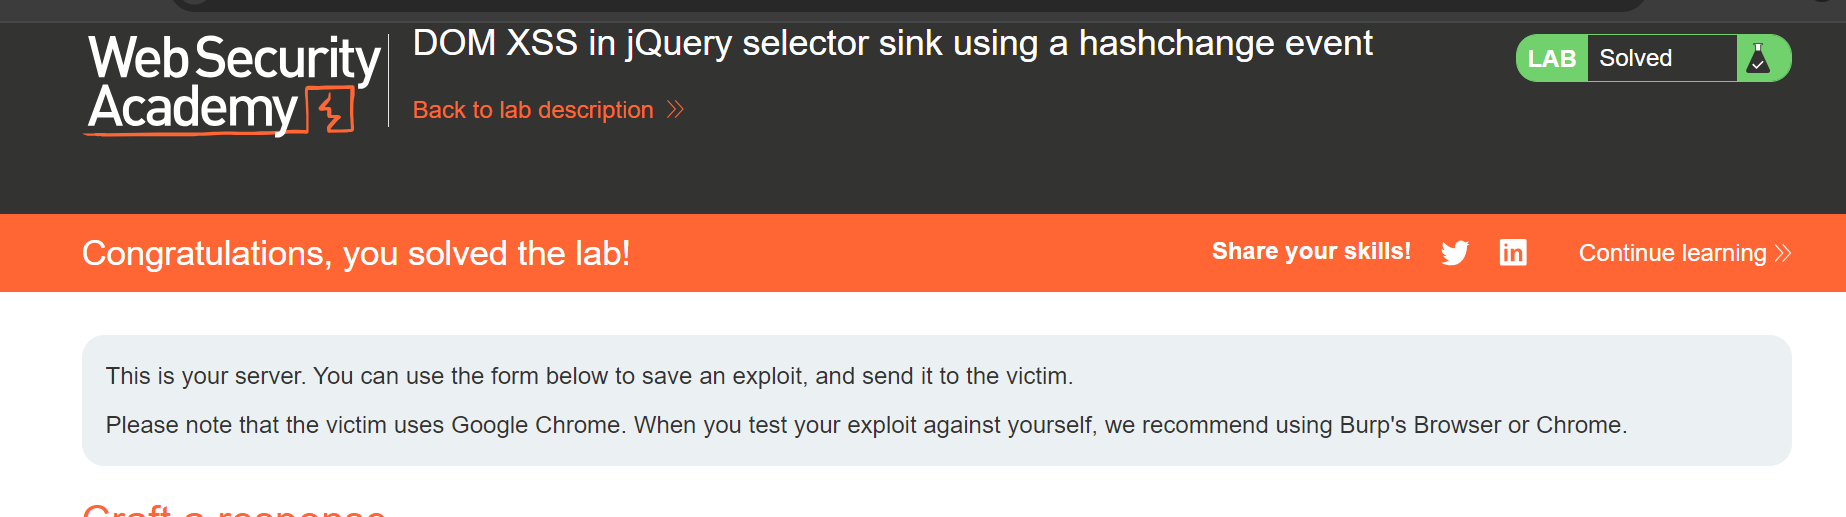 Web Security
Academy
DOM XSS in jQuery selector sink using a hashchange event
Back to lab description
LAB Solved
Congratulations, you solved the lab!
Share your skills!
in
Continue learning
This is your server. You can use the form below to save an exploit, and send it to the victim.
Please note that the victim uses Google Chrome. When you test your exploit against yourself, we recommend using Burp's Browser or Chrome.
Craft a response